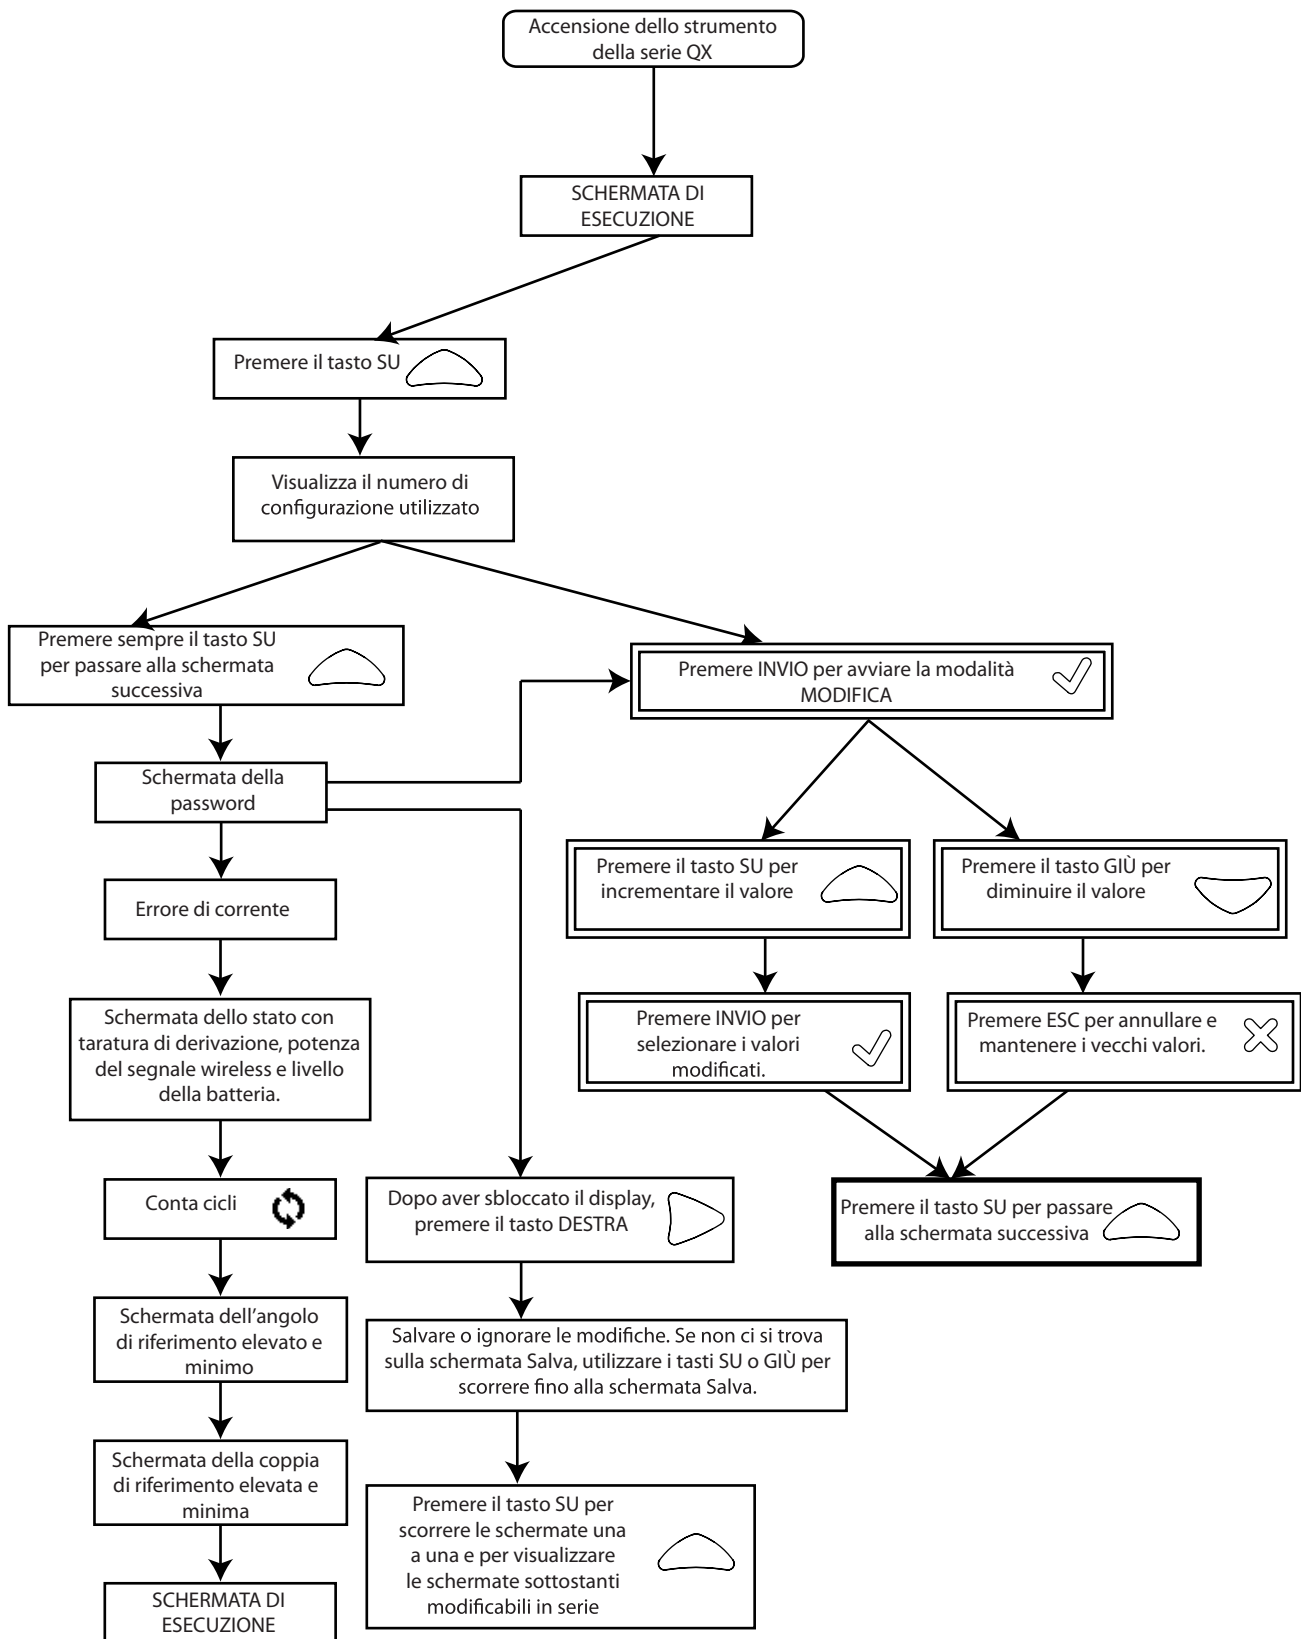 Accensione dello strumento
della serie QX
SCHERMATA DI
ESECUZIONE
Premere il tasto SU
Visualizza il numero di
configurazione utilizzato
Premere sempre il tasto SU
per passare alla schermata
successiva
Premere INVIO per avviare la modalità
MODIFICA
Schermata della
password
Premere il tasto SU per
incrementare il valore
Premere il tasto GIÙ per
diminuire il valore
Errore di corrente
Schermata dello stato con
taratura di derivazione, potenza
del segnale wireless e livello
della batteria.
Premere INVIO per
selezionare i valori
modificati.
Premere ESC per annullare e
mantenere i vecchi valori.
Conta cicli
Dopo aver sbloccato il display,
premere il tasto DESTRA
Premere il tasto SU per passare
alla schermata successiva
Schermata dell'angolo
di riferimento elevato e
minimo
Salvare o ignorare le modifiche. Se non ci si trova
sulla schermata Salva, utilizzare i tasti SU o GIÙ per
scorrere fino alla schermata Salva.
Schermata della coppia
di riferimento elevata e
minima
Premere il tasto SU per
scorrere le schermate una
a una e per visualizzare
le schermate sottostanti
modificabili in serie
SCHERMATA DI
ESECUZIONE